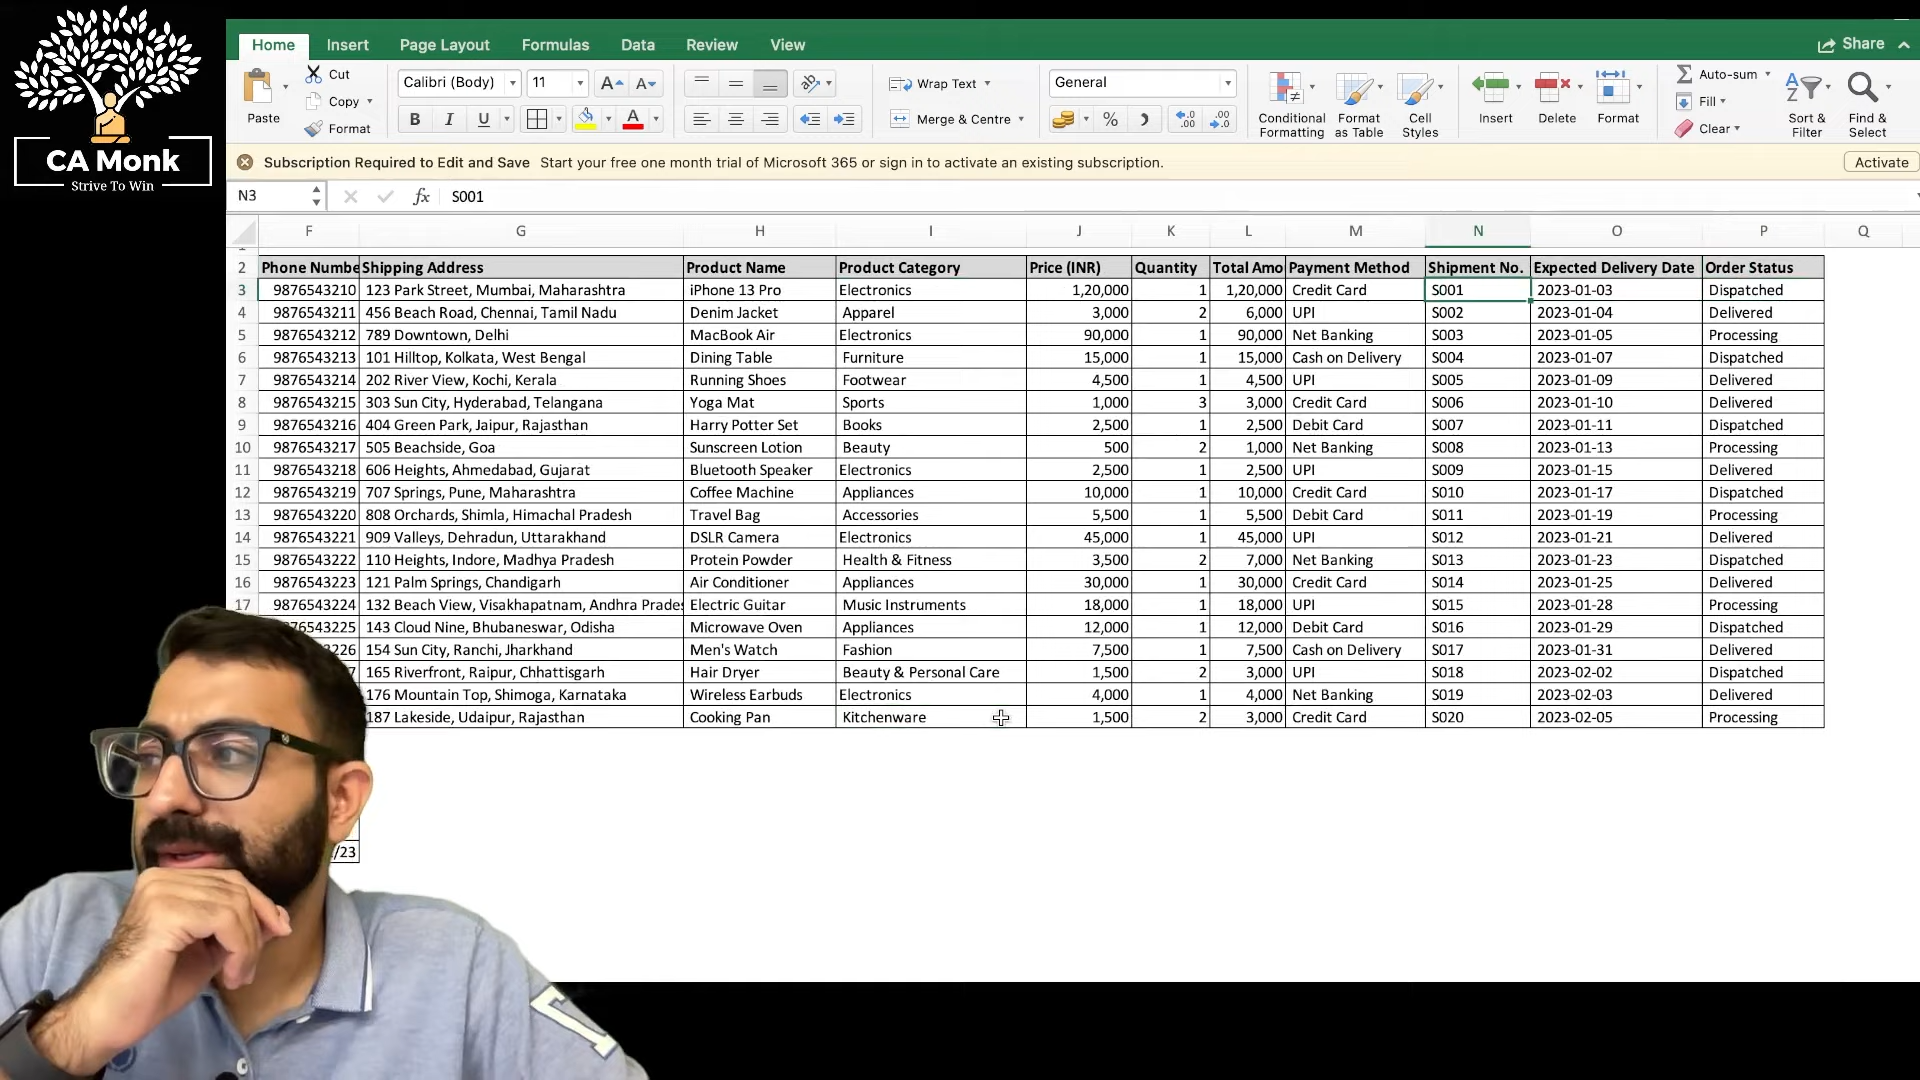 CA Monk
Strive To Win
Home Insert Page Layout Formulas Data Review View Share
Cut
Copy
Format
Paste
Calibri (Body) 11
B I U A
Wrap Text
Merge & Centre
General
%
Conditional Formatting
Format as Table
Cell Styles
Insert Delete Format
Auto-sum
Fill
Clear
Sort & Filter
Find & Select
Subscription Required to Edit and Save Start your free one month trial of Microsoft 365 or sign in to activate an existing subscription. Activate
N3 fx S001
F G H I J K L M N O P Q
1
2 Phone Numbe Shipping Address Product Name Product Category Price (INR) Quantity Total Amo Payment Method Shipment No. Expected Delivery Date Order Status
3 9876543210 123 Park Street, Mumbai, Maharashtra iPhone 13 Pro Electronics 1,20,000 1 1,20,000 Credit Card S001 2023-01-03 Dispatched
4 9876543211 456 Beach Road, Chennai, Tamil Nadu Denim Jacket Apparel 3,000 2 6,000 UPI S002 2023-01-04 Delivered
5 9876543212 789 Downtown, Delhi MacBook Air Electronics 90,000 1 90,000 Net Banking S003 2023-01-05 Processing
6 9876543213 101 Hilltop, Kolkata, West Bengal Dining Table Furniture 15,000 1 15,000 Cash on Delivery S004 2023-01-07 Dispatched
7 9876543214 202 River View, Kochi, Kerala Running Shoes Footwear 4,500 1 4,500 UPI S005 2023-01-09 Delivered
8 9876543215 303 Sun City, Hyderabad, Telangana Yoga Mat Sports 1,000 3 3,000 Credit Card S006 2023-01-10 Delivered
9 9876543216 404 Green Park, Jaipur, Rajasthan Harry Potter Set Books 2,500 1 2,500 Debit Card S007 2023-01-11 Dispatched
10 9876543217 505 Beachside, Goa Sunscreen Lotion Beauty 500 2 1,000 Net Banking S008 2023-01-13 Processing
11 9876543218 606 Heights, Ahmedabad, Gujarat Bluetooth Speaker Electronics 2,500 1 2,500 UPI S009 2023-01-15 Delivered
12 9876543219 707 Springs, Pune, Maharashtra Coffee Machine Appliances 10,000 1 10,000 Credit Card S010 2023-01-17 Dispatched
13 9876543220 808 Orchards, Shimla, Himachal Pradesh Travel Bag Accessories 5,500 1 5,500 Debit Card S011 2023-01-19 Processing
14 9876543221 909 Valleys, Dehradun, Uttarakhand DSLR Camera Electronics 45,000 1 45,000 UPI S012 2023-01-21 Delivered
15 9876543222 110 Heights, Indore, Madhya Pradesh Protein Powder Health & Fitness 3,500 2 7,000 Net Banking S013 2023-01-23 Dispatched
16 9876543223 121 Palm Springs, Chandigarh Air Conditioner Appliances 30,000 1 30,000 Credit Card S014 2023-01-25 Delivered
17 9876543224 132 Beach View, Visakhapatnam, Andhra Prades Electric Guitar Music Instruments 18,000 1 18,000 UPI S015 2023-01-28 Processing
76543225 143 Cloud Nine, Bhubaneswar, Odisha Microwave Oven Appliances 12,000 1 12,000 Debit Card S016 2023-01-29 Dispatched
3226 154 Sun City, Ranchi, Jharkhand Men's Watch Fashion 7,500 1 7,500 Cash on Delivery S017 2023-01-31 Delivered
7 165 Riverfront, Raipur, Chhattisgarh Hair Dryer Beauty & Personal Care 1,500 2 3,000 UPI S018 2023-02-02 Dispatched
176 Mountain Top, Shimoga, Karnataka Wireless Earbuds Electronics 4,000 1 4,000 Net Banking S019 2023-02-03 Delivered
187 Lakeside, Udaipur, Rajasthan Cooking Pan Kitchenware 1,500 2 3,000 Credit Card S020 2023-02-05 Processing
/23